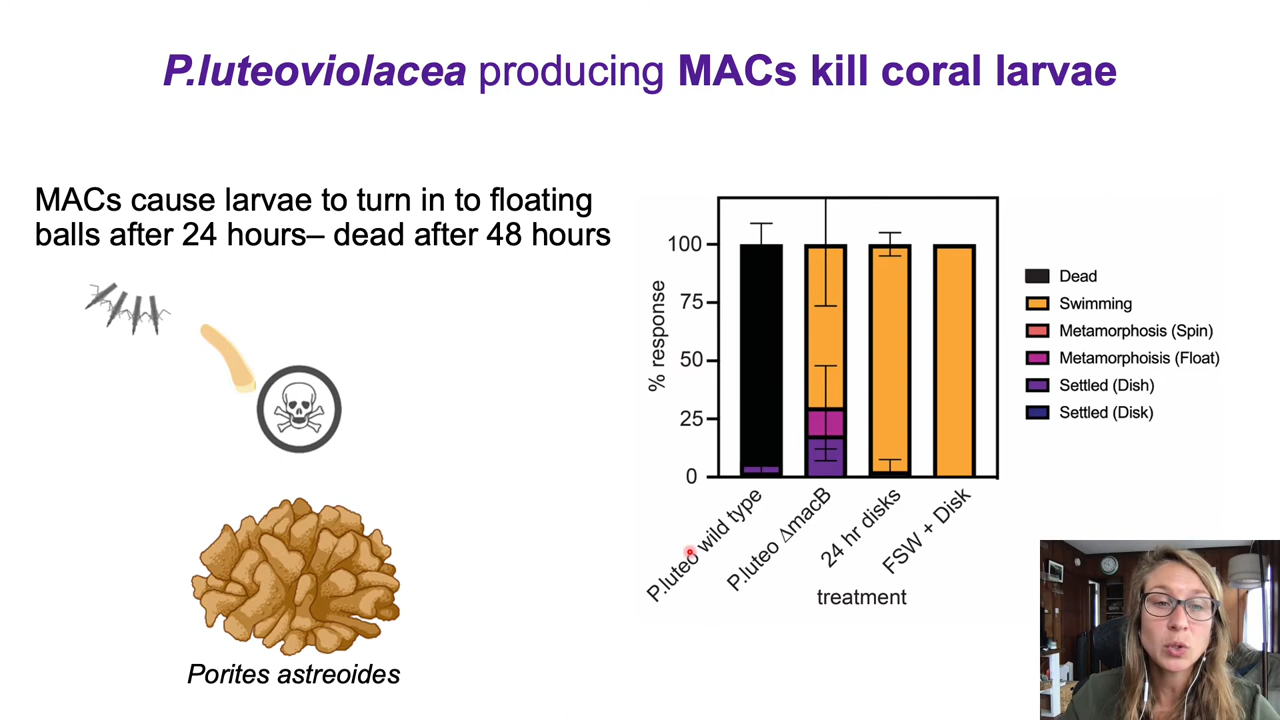 P.luteoviolacea producing MACs kill coral larvae
MACs cause larvae to turn in to floating
balls after 24 hours– dead after 48 hours
Porites astreoides
% response
100
75
50
25
0
P.luteo wild type
P.luteo ΔmacB
24 hr disks
FSW + Disk
treatment
Dead
Swimming
Metamorphosis (Spin)
Metamorphoisis (Float)
Settled (Dish)
Settled (Disk)